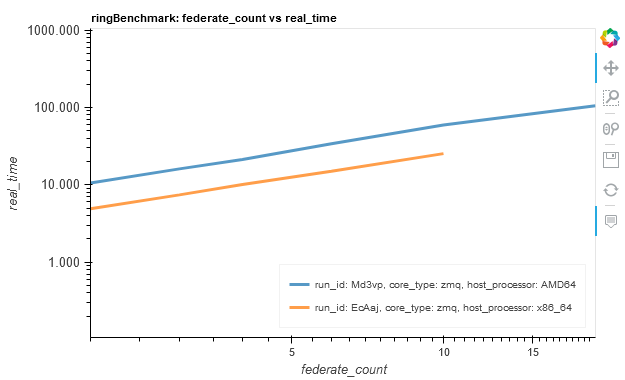 ringBenchmark: federate_count vs real_time
1000.000
100.000
10.000
1.000
real_time
5
10
15
federate_count
run_id: Md3vp, core_type: zmq, host_processor: AMD64
run_id: EcAaj, core_type: zmq, host_processor: x86_64